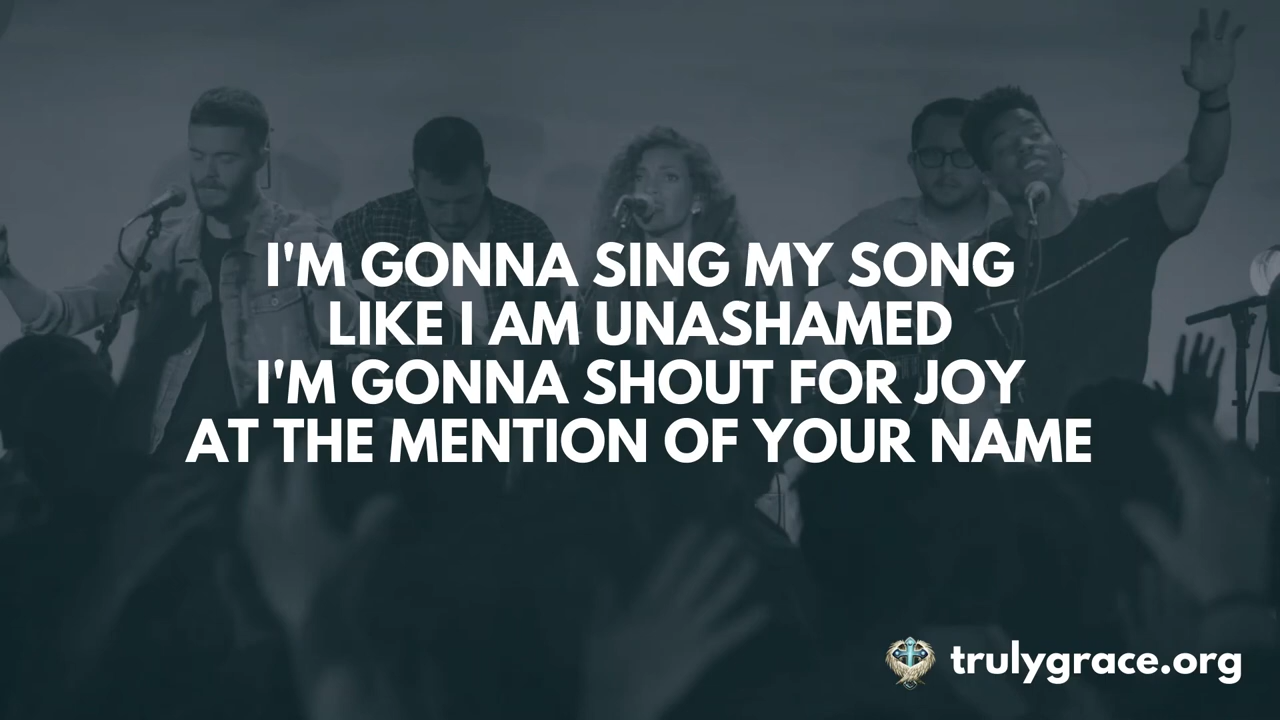 I'M GONNA SING MY SONG
LIKE I AM UNASHAMED
I'M GONNA SHOUT FOR JOY
AT THE MENTION OF YOUR NAME
trulygrace.org